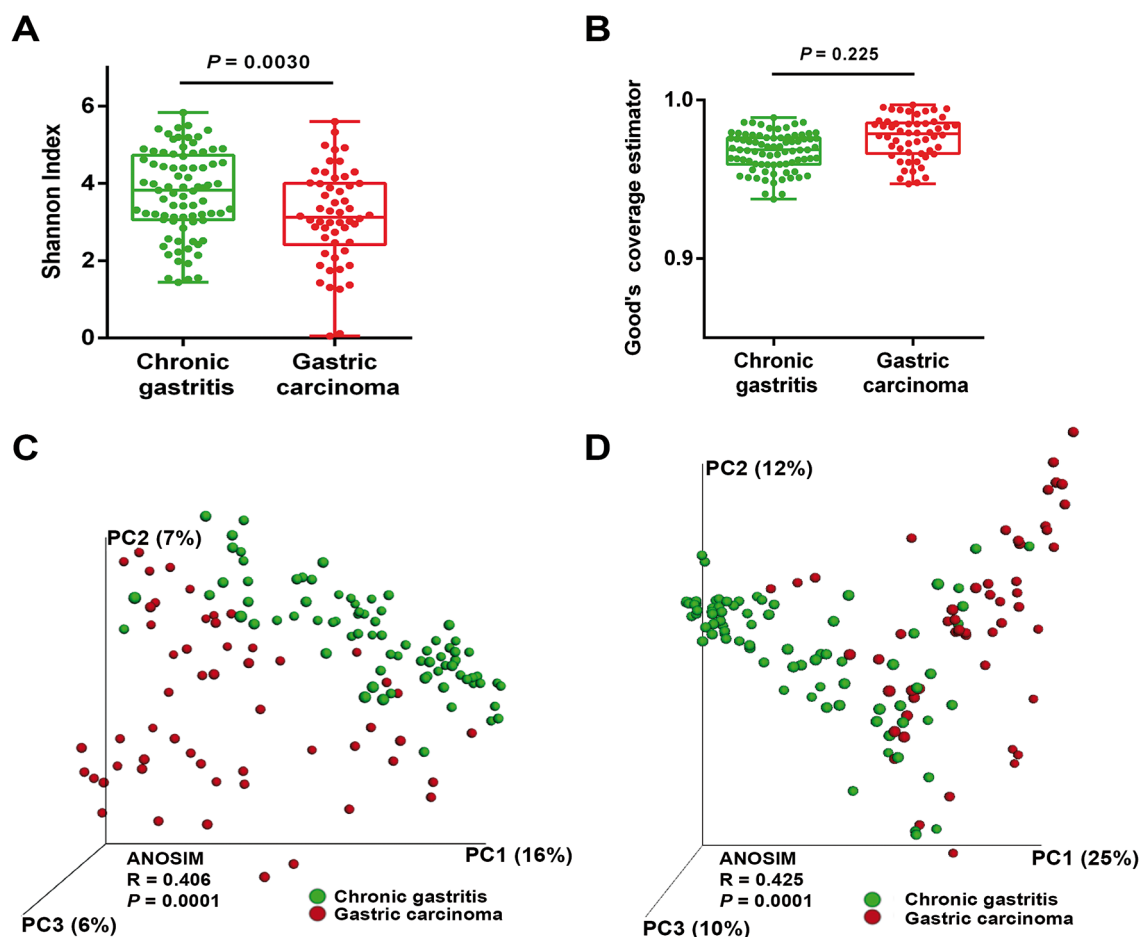 A
P = 0.0030
Shannon Index
6
4
2
0
Chronic
gastritis
Gastric
carcinoma
B
P = 0.225
Good's coverage estimator
1.0
0.9
Chronic
gastritis
Gastric
carcinoma
C
PC2 (7%)
PC1 (16%)
PC3 (6%)
ANOSIM
R = 0.406
P = 0.0001
Chronic gastritis
Gastric carcinoma
D
PC2 (12%)
PC1 (25%)
PC3 (10%)
ANOSIM
R = 0.425
P = 0.0001
Chronic gastritis
Gastric carcinoma